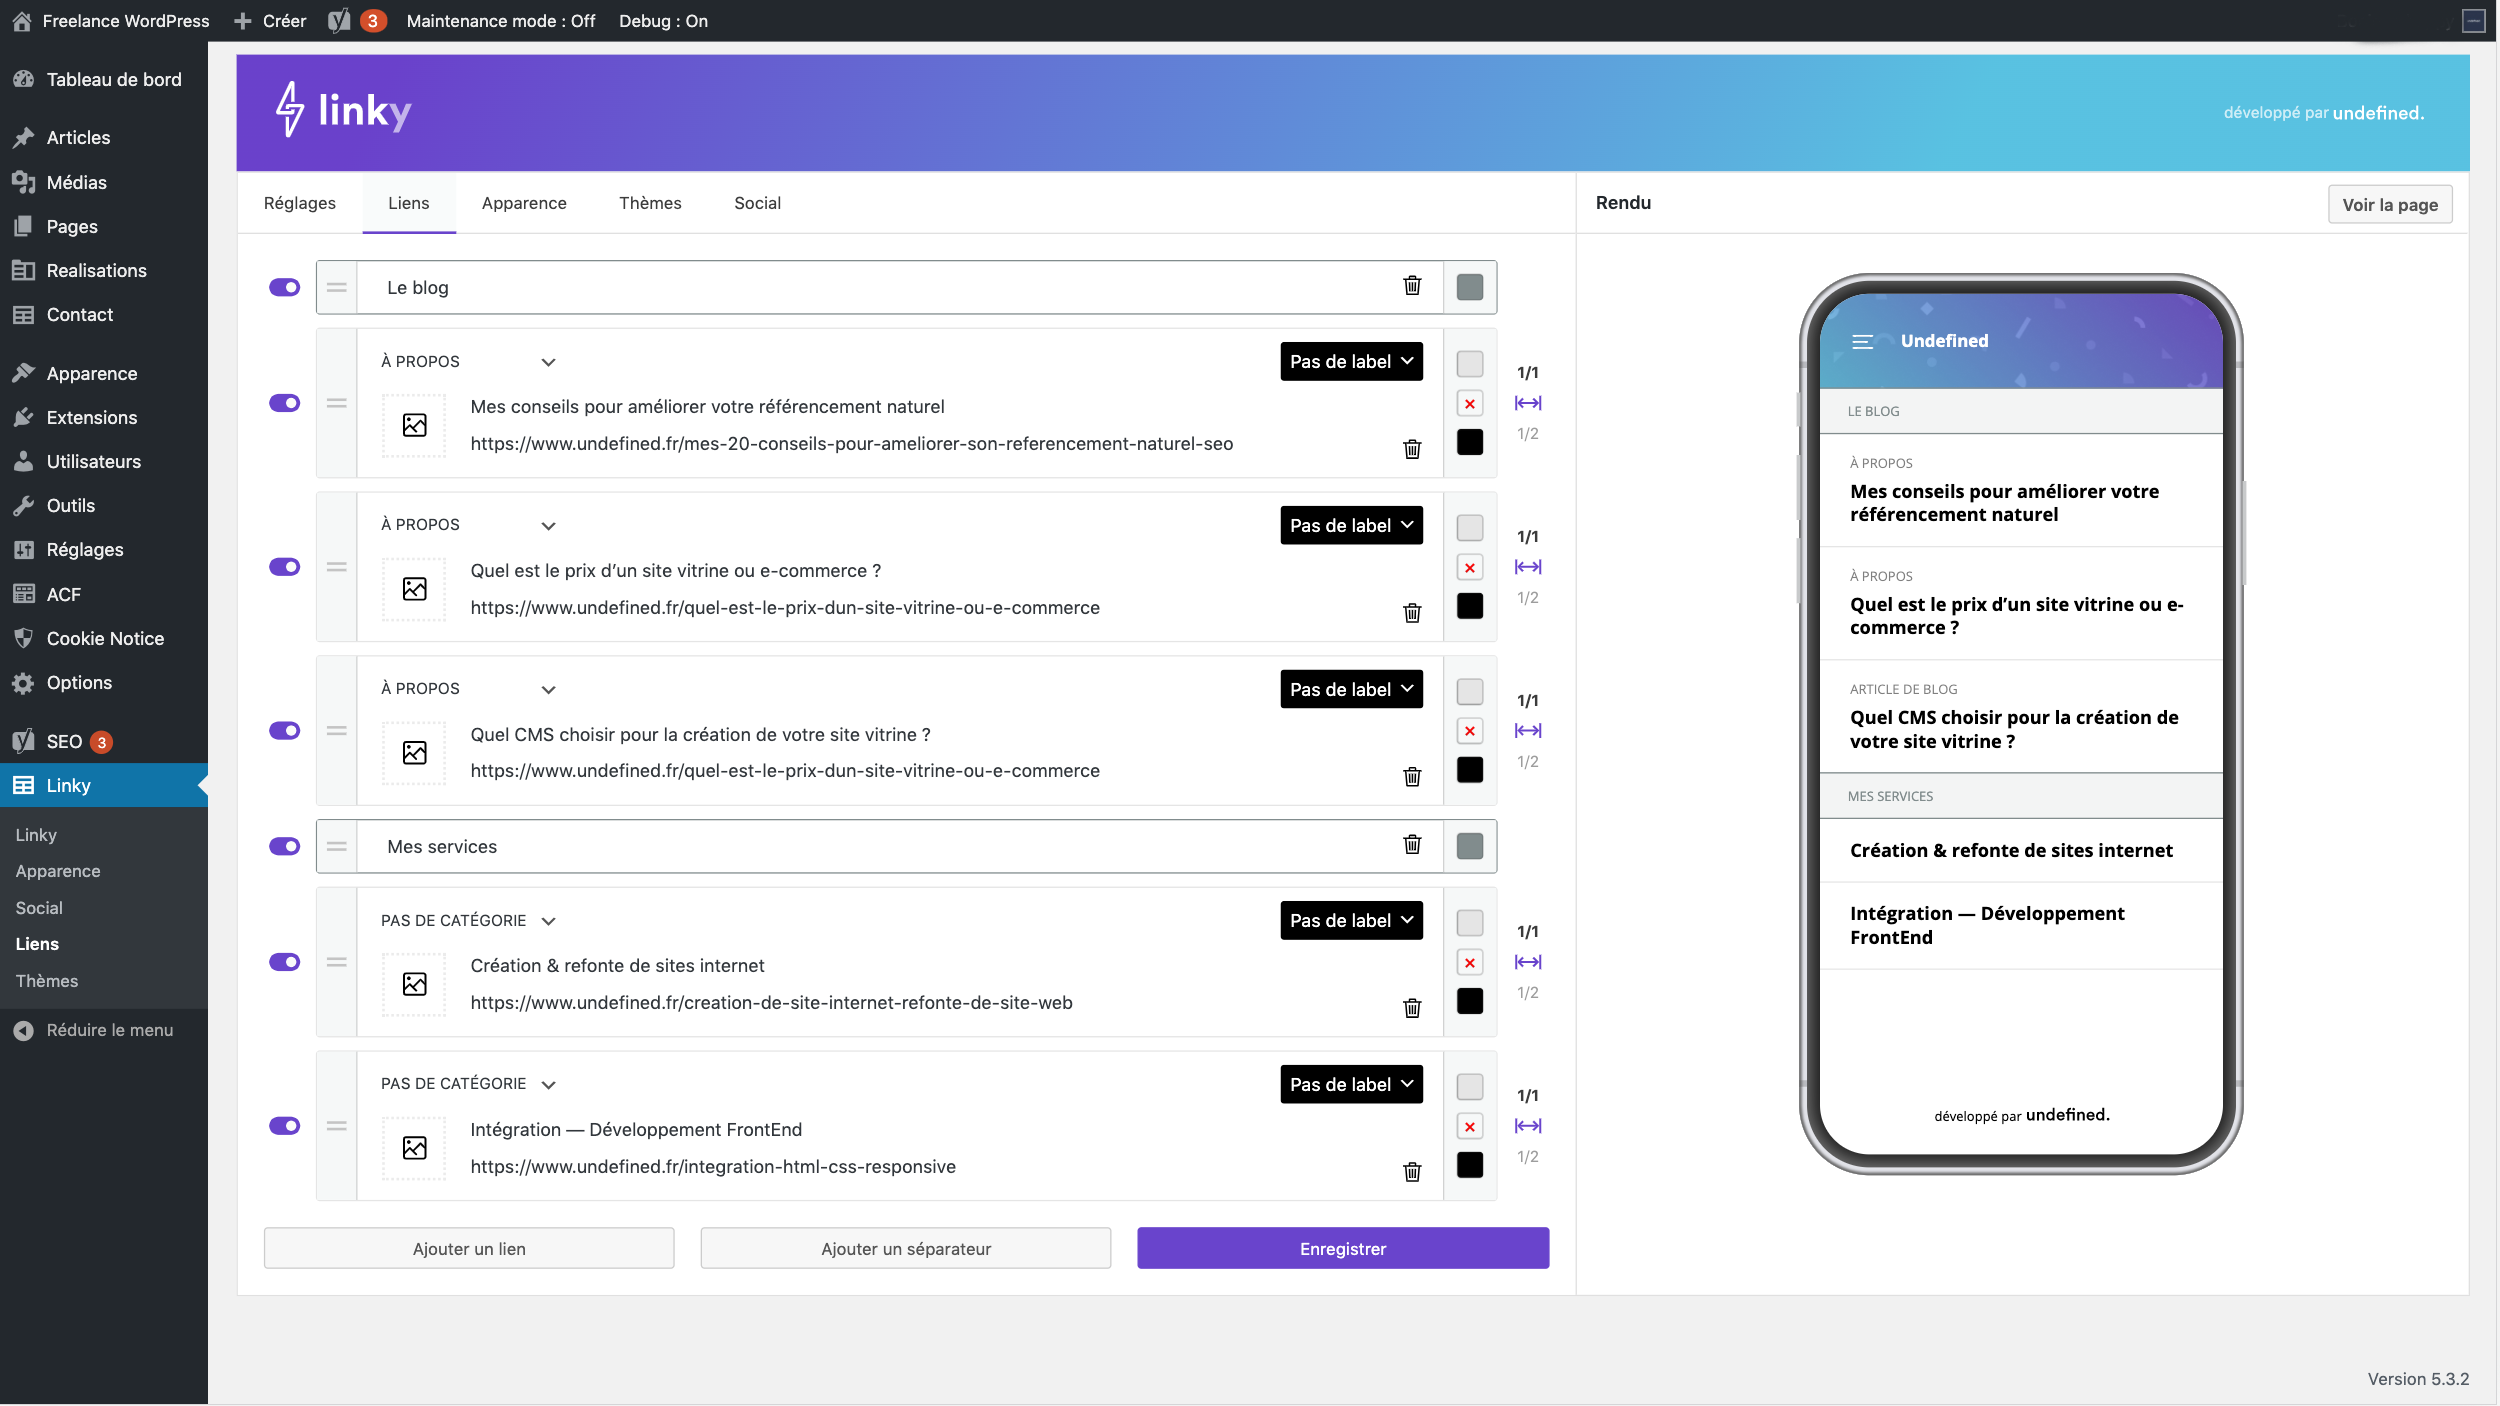 Freelance WordPress
Créer
3
Maintenance mode : Off
Debug : On
Tableau de bord
Articles
Médias
Pages
Realisations
Contact
Apparence
Extensions
Utilisateurs
Outils
Réglages
ACF
Cookie Notice
Options
SEO 3
Linky
Linky
Apparence
Social
Liens
Thèmes
Réduire le menu
linky
développé par undefined.
Réglages
Liens
Apparence
Thèmes
Social
Le blog
À PROPOS
Pas de label
Mes conseils pour améliorer votre référencement naturel
https://www.undefined.fr/mes-20-conseils-pour-ameliorer-son-referencement-naturel-seo
1/1
1/2
À PROPOS
Pas de label
Quel est le prix d’un site vitrine ou e-commerce ?
https://www.undefined.fr/quel-est-le-prix-dun-site-vitrine-ou-e-commerce
1/1
1/2
À PROPOS
Pas de label
Quel CMS choisir pour la création de votre site vitrine ?
https://www.undefined.fr/quel-est-le-prix-dun-site-vitrine-ou-e-commerce
1/1
1/2
Mes services
PAS DE CATÉGORIE
Pas de label
Création & refonte de sites internet
https://www.undefined.fr/creation-de-site-internet-refonte-de-site-web
1/1
1/2
PAS DE CATÉGORIE
Pas de label
Intégration — Développement FrontEnd
https://www.undefined.fr/integration-html-css-responsive
1/1
1/2
Ajouter un lien
Ajouter un séparateur
Enregistrer
Rendu
Voir la page
Undefined
LE BLOG
À PROPOS
Mes conseils pour améliorer votre
référencement naturel
À PROPOS
Quel est le prix d’un site vitrine ou e-
commerce ?
ARTICLE DE BLOG
Quel CMS choisir pour la création de
votre site vitrine ?
MES SERVICES
Création & refonte de sites internet
Intégration — Développement
FrontEnd
développé par undefined.
Version 5.3.2